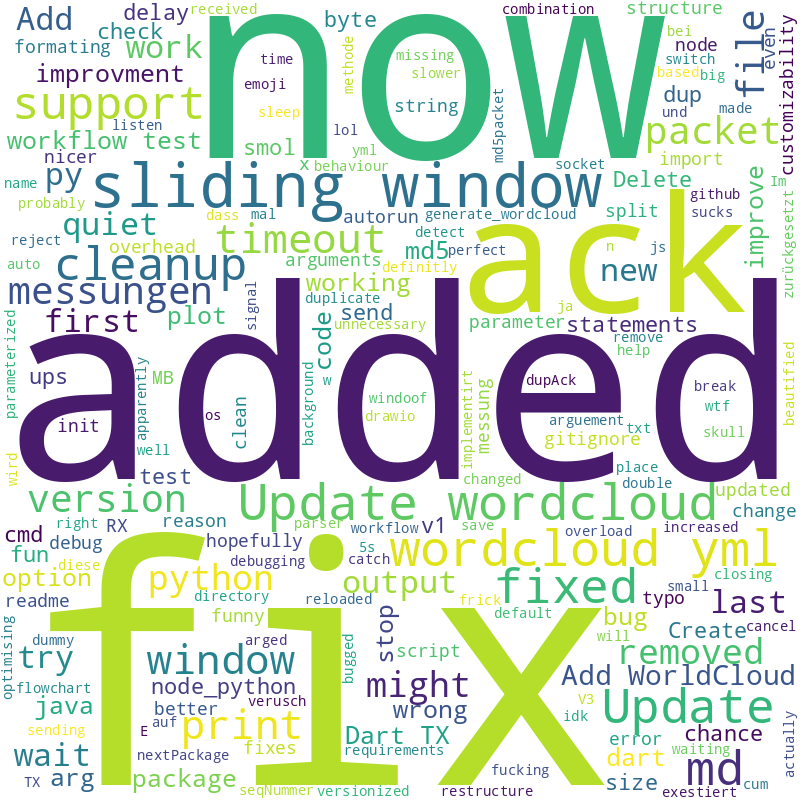 Add
delay
byte
now
combination
received
structure
bei
node
even
file
customizability
formating
check
work
time
missing
switch
based
big
improvment
emoji
methode
slower
support
sleep
string
md5packet
dup
made
und
listen
lol
packet
workflow test
smol
yml
x
behaviour
socket
import
nicer
py
sliding window
Delete
improve
name
github
Im
probably
quiet
dass
mal
autorun
generate_wordcloud
split
sucks
reject
overhead
timeout
detect
n
js
zurückgesetzt
cleanup
arguments
md5
perfect
definitly
new
auto
messungen
working
duplicate
ack
ja
first
plot
signal
send
parameter
statements
parameterized
code
unnecessary
remove
help
beautified
added
MB
apparently
background
w
windoof
dupAck
break
ups
os
drawio
implementirt
messung
arguement
txt
wtf
init
clean
gitignore
skull
well
place
wird
test
changed
double
updated
version
Update wordcloud
change
right
RX
reason
parser
workflow
v1
overload
increased
cmd
debug
hopefully
debugging
5s
catch
save
wordcloud yml
fun
diese
closing
option
python
output
fixed
small
cancel
readme
directory
reloaded
frick
typo
last
fix
funny
stop
default
bug
will
Create
optimising
dummy
arged
bugged
script
removed
try
window
Add WorldCloud
flowchart
node_python
might
java
better
verusch
wrong
V3
Update
sending
auf
print
Dart TX
idk
error
chance
actually
wait
E
nextPackage
fixes
requirements
dart
waiting
md
TX
arg
package
seqNummer
versionized
fucking
restructure
size
exestiert
cum